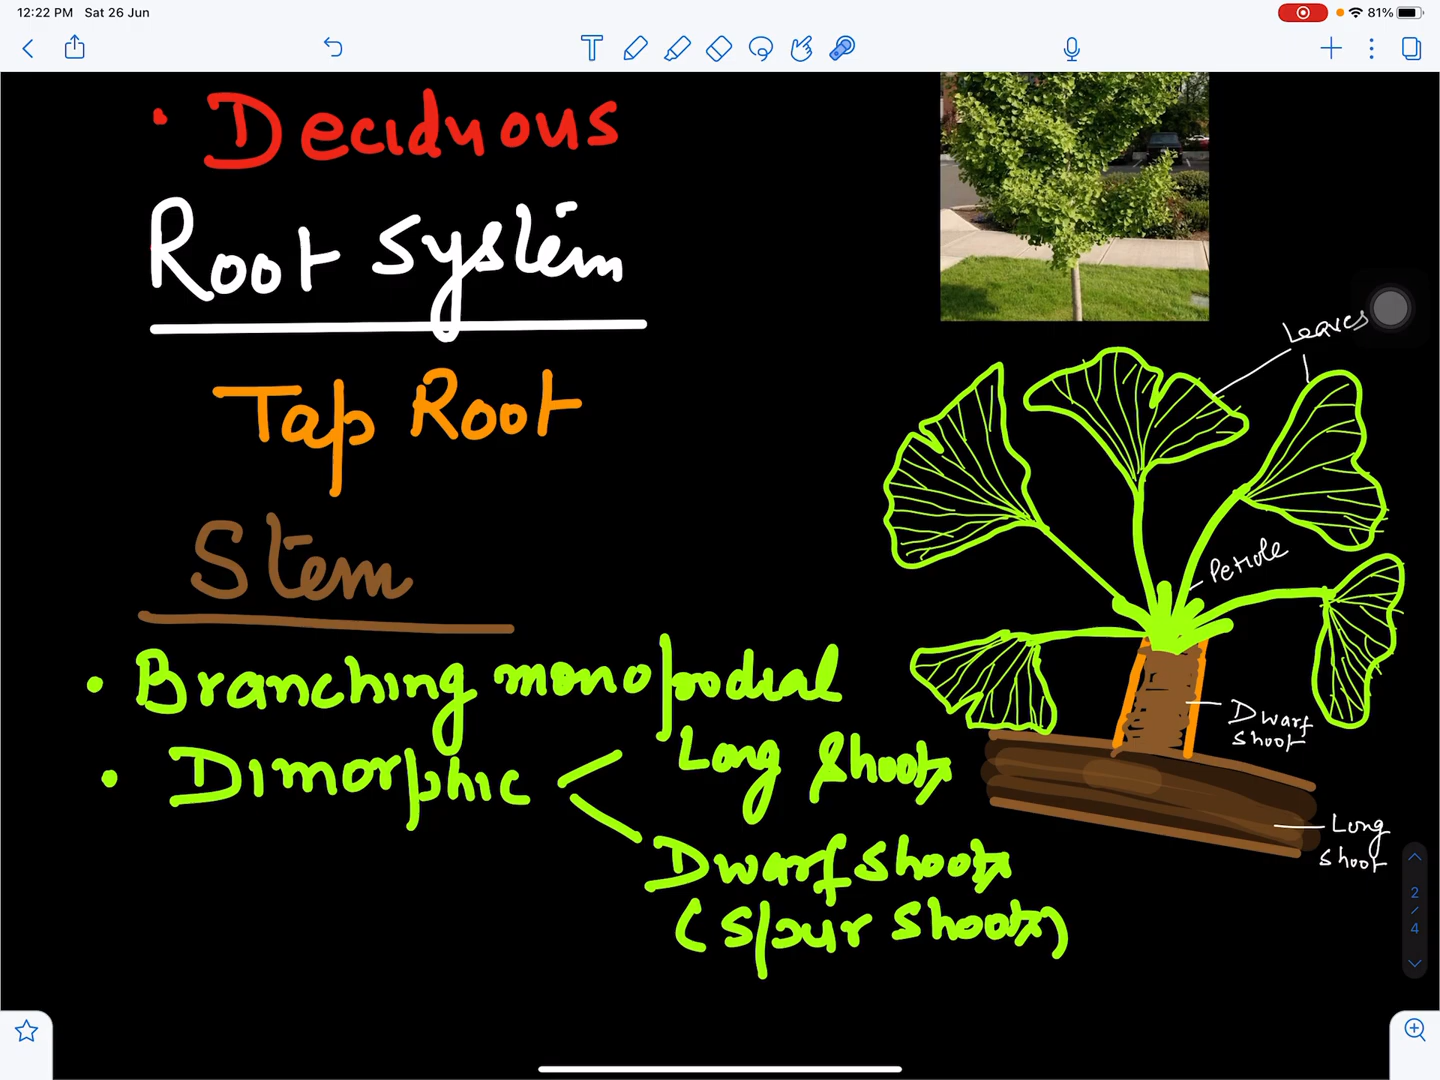 12:22 PM Sat 26 Jun
81%
• Deciduous
Root System
Tap Root
Stem
• Branching monopodial
• Dimorphic < Long shoots
Dwarf shoots
(Spur shoots)
Leaves
Petiole
Dwarf
shoot
Long
shoot
2
/
4